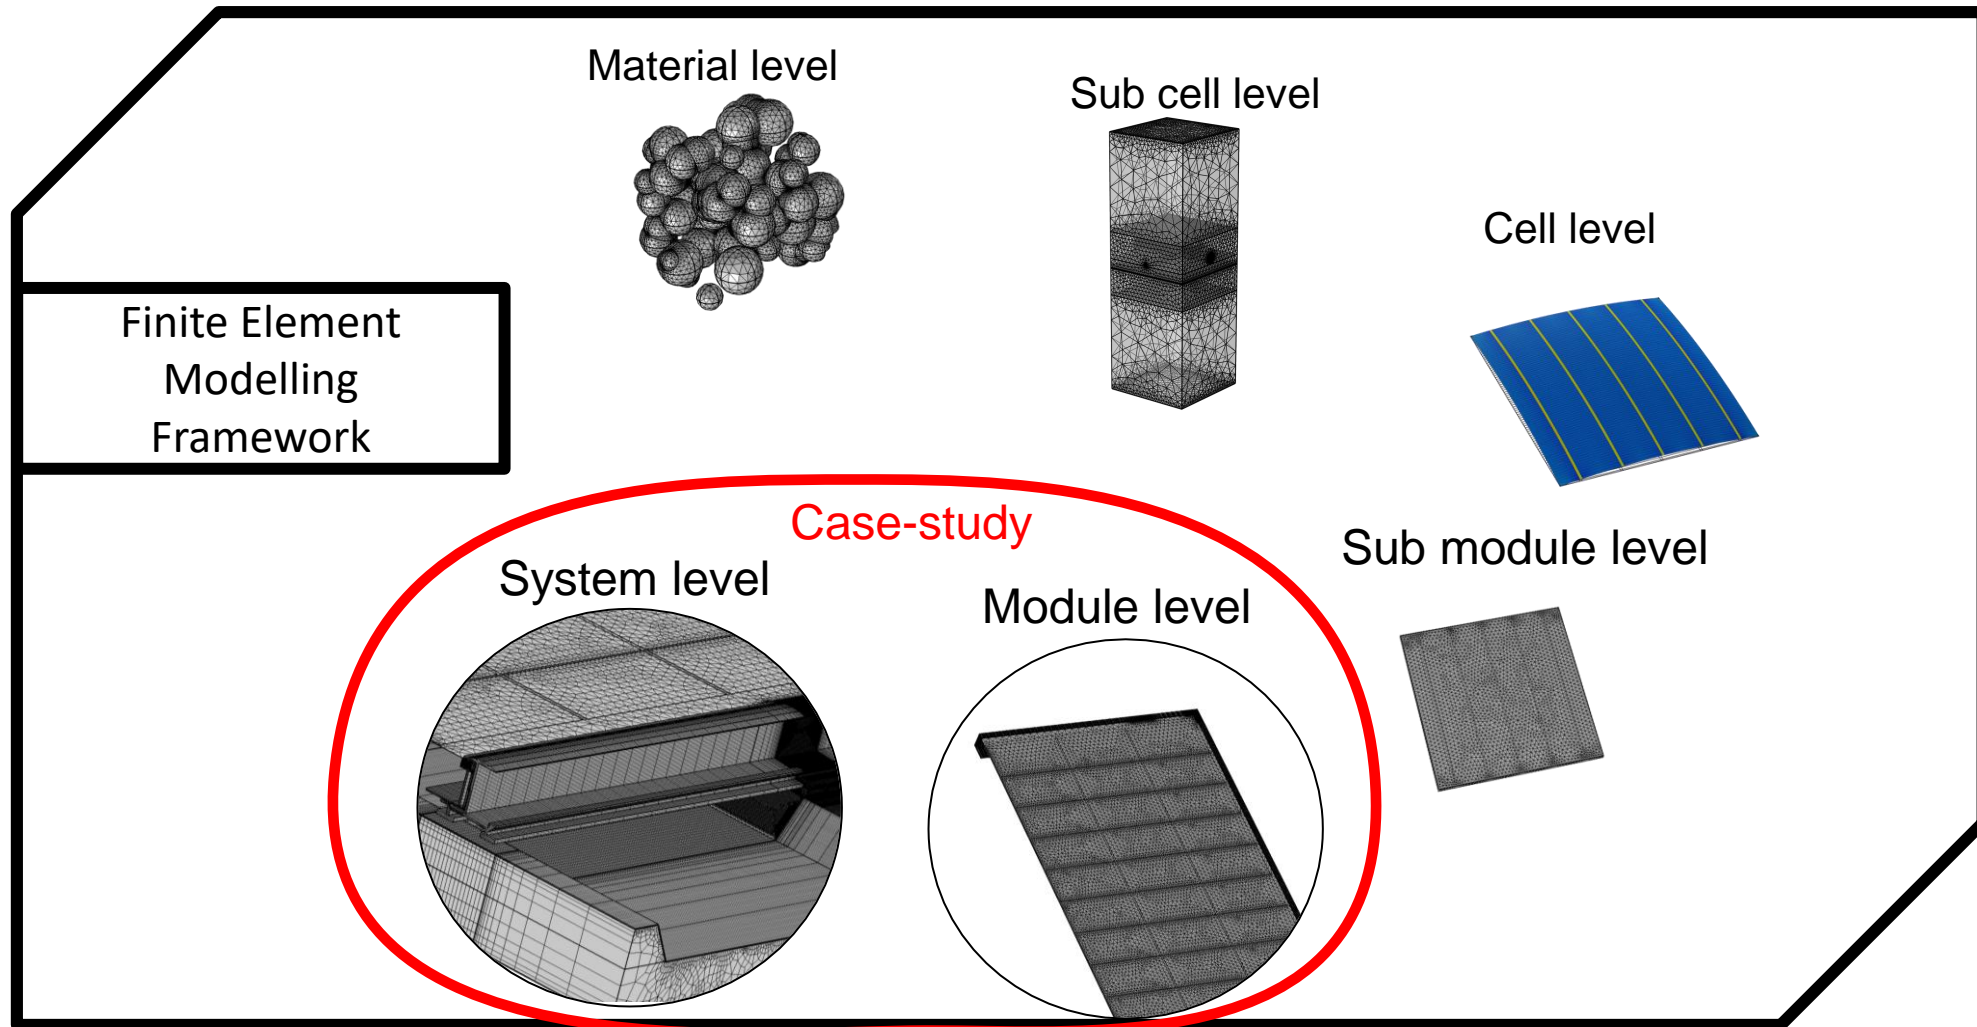 Material level
Sub cell level
Cell level
Finite Element
Modelling
Framework
Case-study
Sub module level
System level
Module level